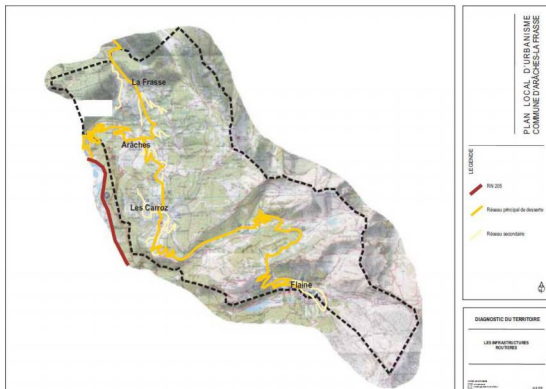 La Frasse
Arâches
Les Carroz
Flaine
PLAN LOCAL D'URBANISME
COMMUNE D'ARÂCHES-LA FRASSE
LEGENDE
RN 205
Réseau principal de desserte
Réseau secondaire
DIAGNOSTIC DU TERRITOIRE
LES INFRASTRUCTURES
ROUTIERES